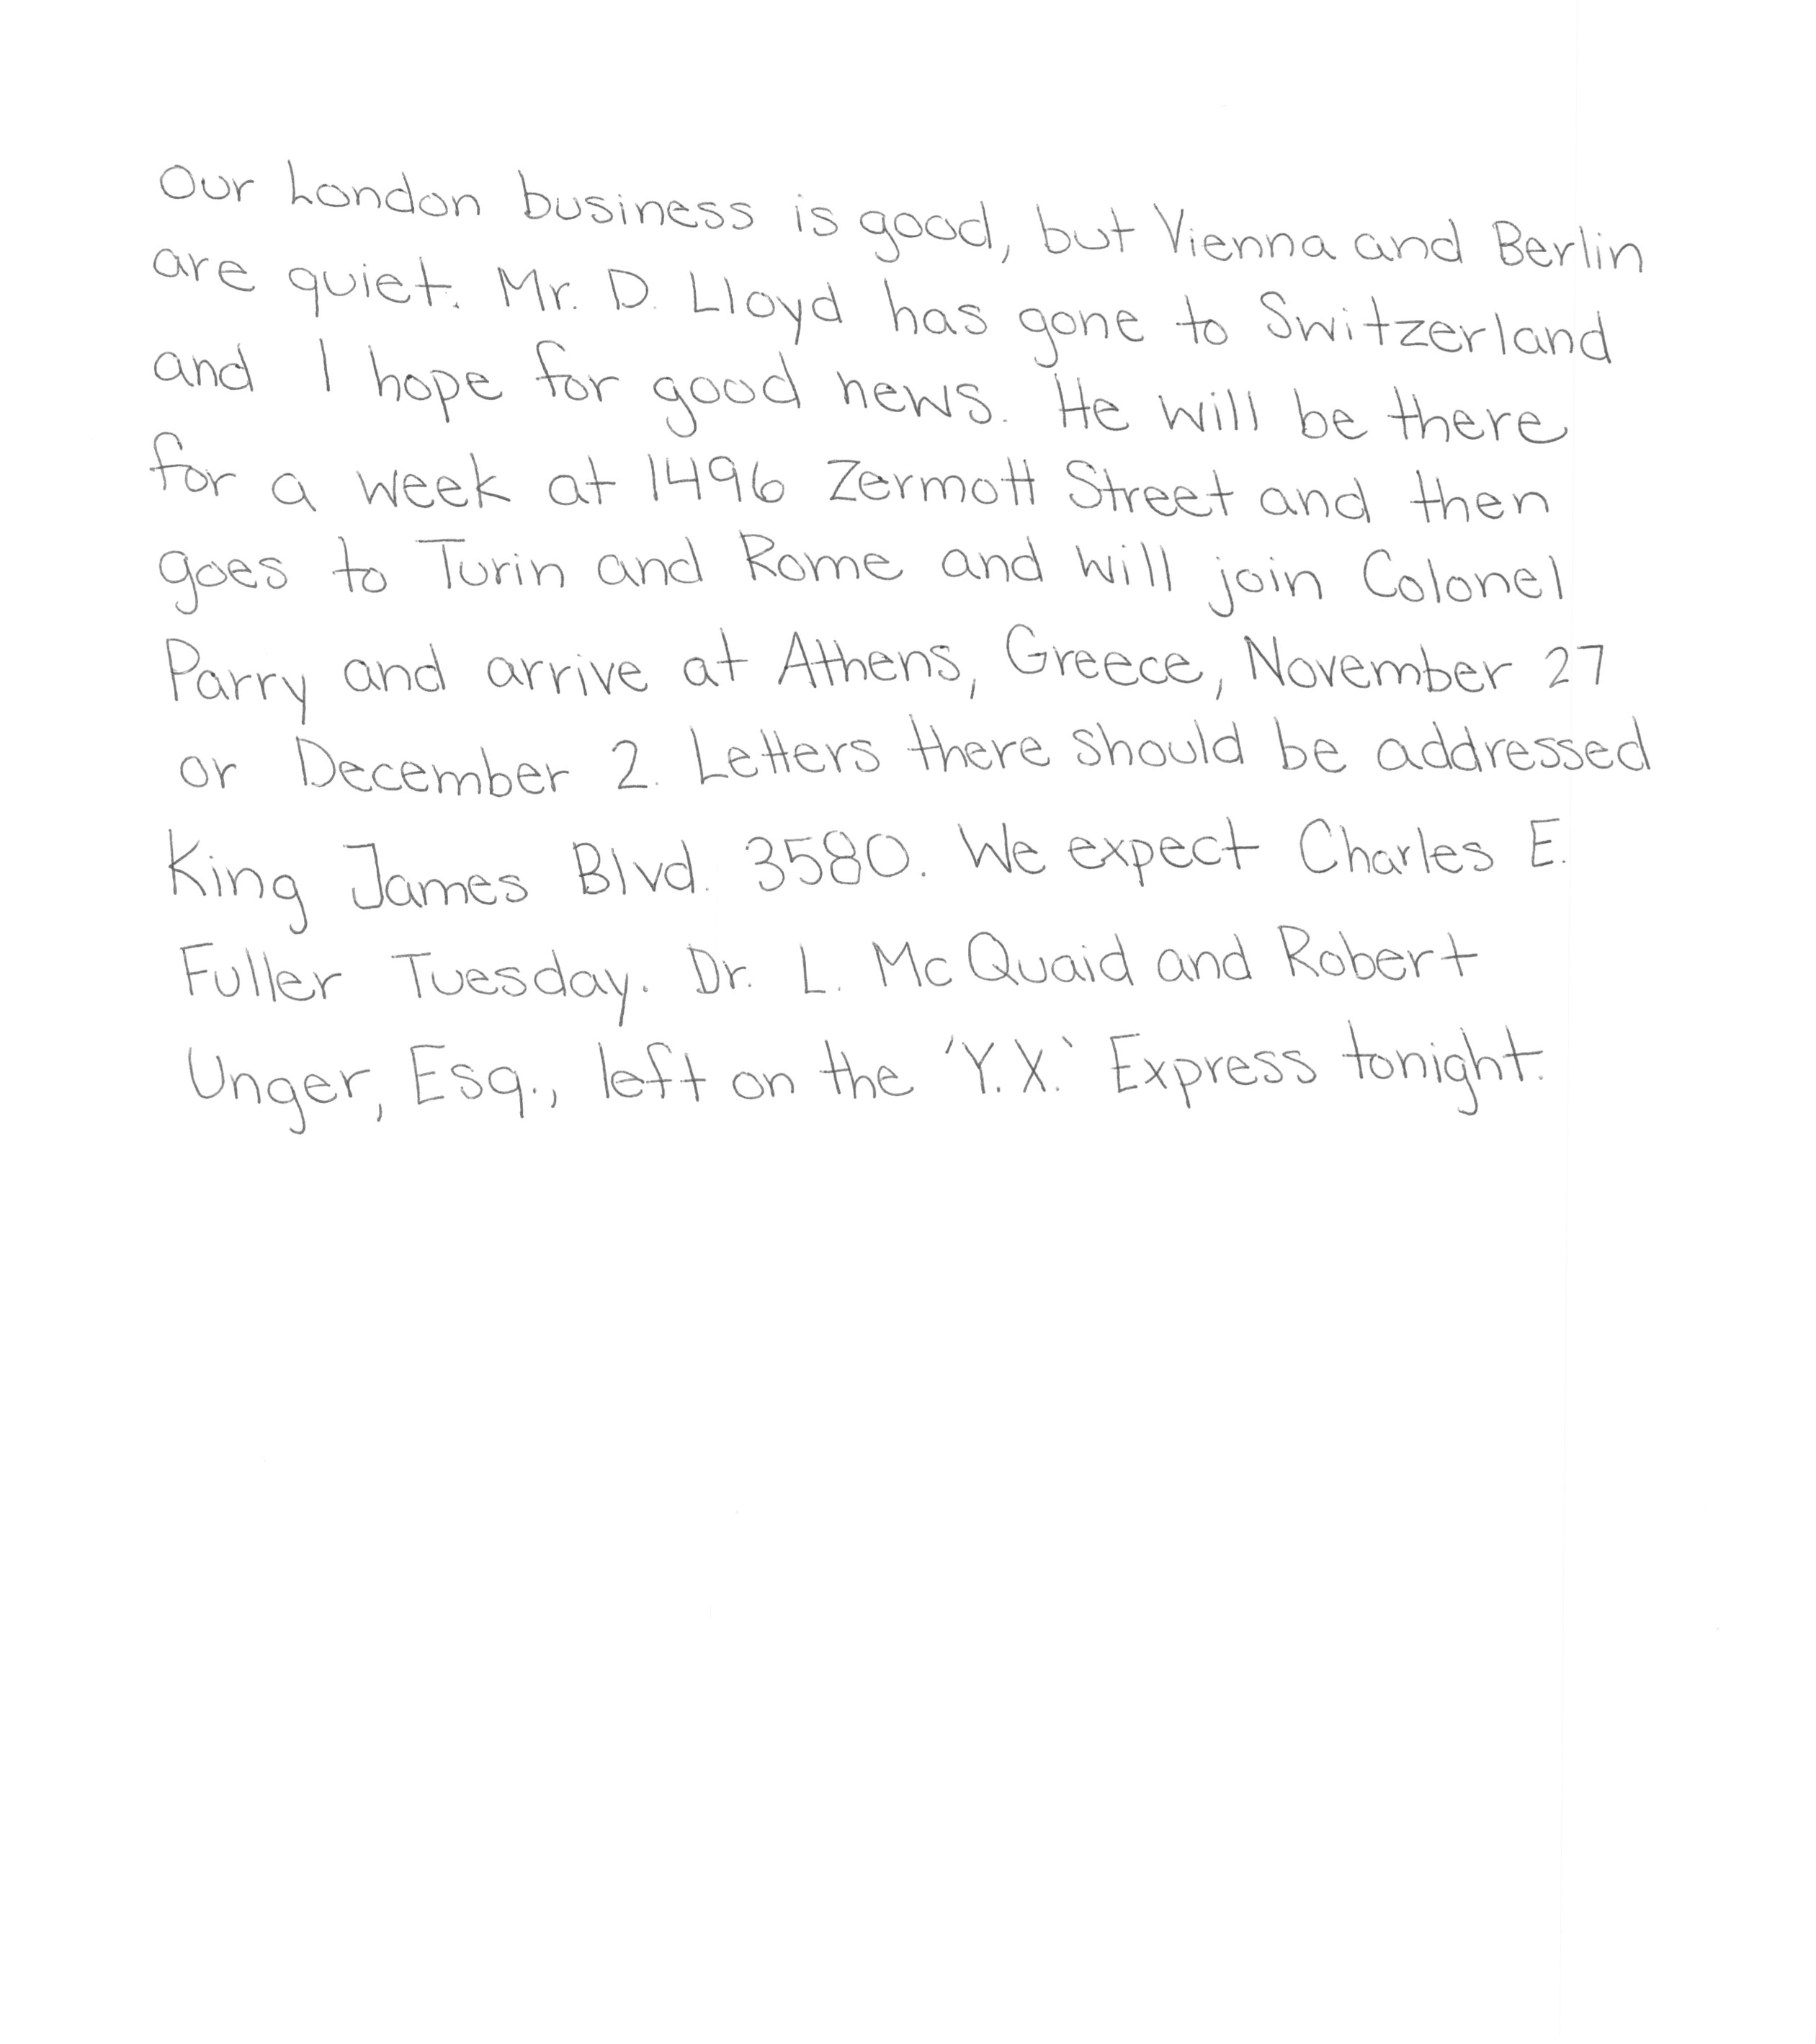 Our London business is good, but Vienna and Berlin
are quiet. Mr. D. Lloyd has gone to Switzerland
and I hope for good news. He will be there
for a week at 1496 Zermott Street and then
goes to Turin and Rome and will join Colonel
Parry and arrive at Athens, Greece, November 27
or December 2. Letters there should be addressed
King James Blvd. 3580. We expect Charles E.
Fuller Tuesday. Dr. L. McQuaid and Robert
Unger, Esq., left on the 'Y.X.' Express tonight.